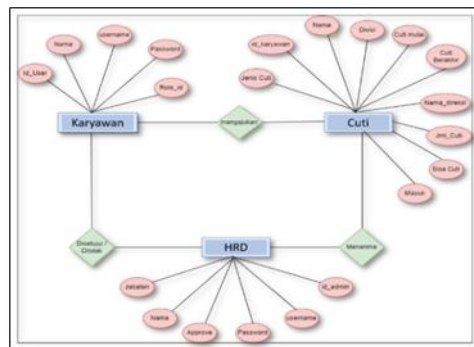 Nama
username
Password
Id_User
Role_id
Karyawan
mengajukan
Nama
Divisi
Cuti mulai
id_karyawan
Cuti
Berakhir
Jenis Cuti
Nama_direksi
Cuti
Jml_Cuti
Sisa Cuti
Masuk
Disetujui /
Ditolak
HRD
Menerima
Jabatan
id_admin
Nama
username
Approve
Password